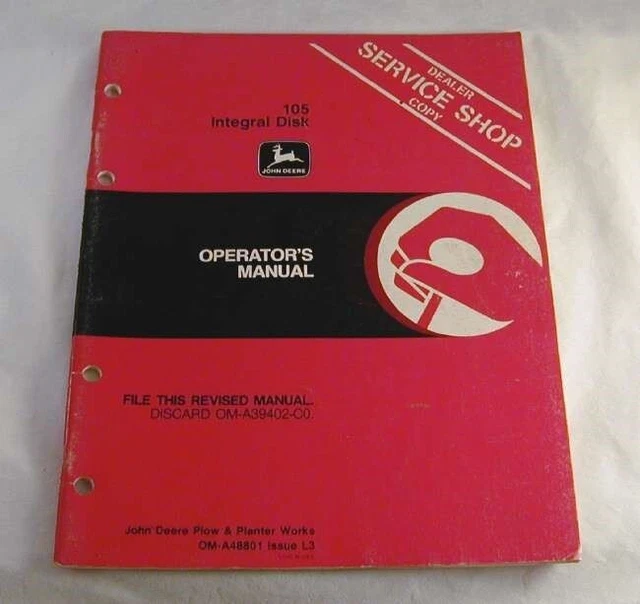 105
Integral Disk
JOHN DEERE
DEALER
SERVICE SHOP
COPY
OPERATOR'S
MANUAL
FILE THIS REVISED MANUAL.
DISCARD OM-A39402-C0.
John Deere Plow & Planter Works
OM-A48801 Issue L3